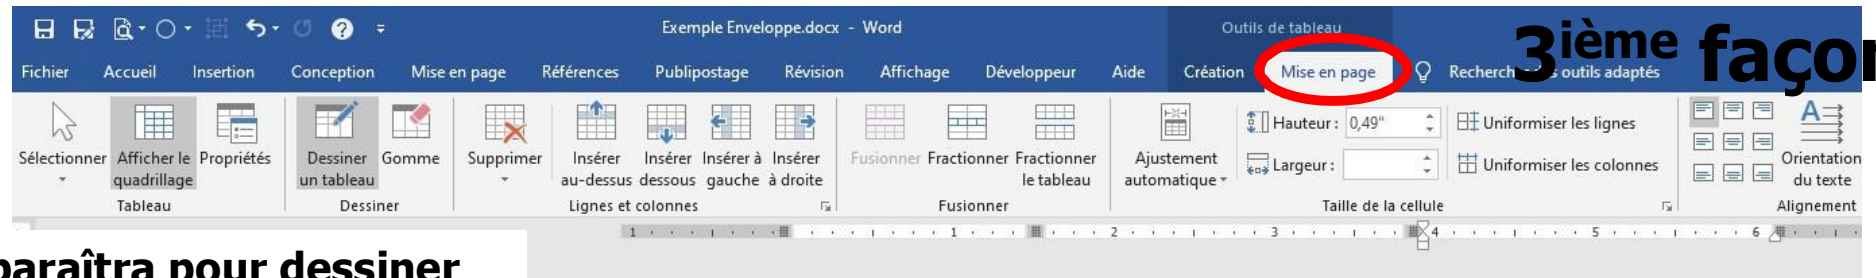 Exemple Enveloppe.docx - Word
Outils de tableau
3ième
Fichier Accueil Insertion Conception Mise en page Références Publipostage Révision Affichage Développeur Aide Création Mise en page outils adaptés
Sélectionner
Afficher le quadrillage
Propriétés
Tableau
Dessiner un tableau
Gomme
Dessiner
Supprimer
Insérer au-dessus
Insérer dessous
Insérer à gauche
Insérer à droite
Lignes et colonnes
Fusionner
Fractionner
Fractionner le tableau
Fusionner
Ajustement automatique
Hauteur : 0,49"
Largeur :
Uniformiser les lignes
Uniformiser les colonnes
Taille de la cellule
Orientation du texte
Alignement
1 1 2 3 4 5 6
pour dessiner